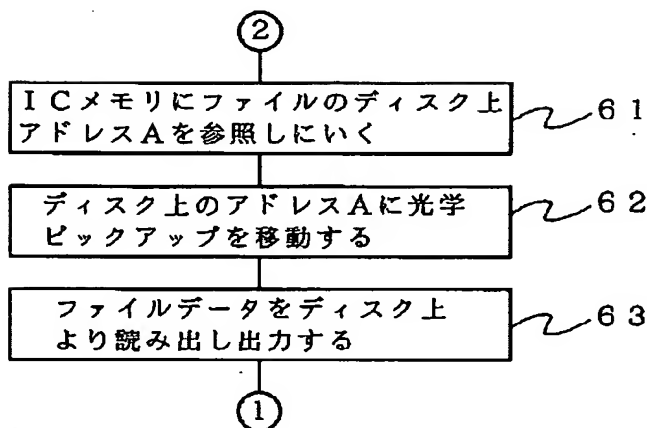 ②
ＩＣメモリにファイルのディスク上
アドレスＡを参照しにいく
６１
ディスク上のアドレスＡに光学
ピックアップを移動する
６２
ファイルデータをディスク上
より読み出し出力する
６３
①